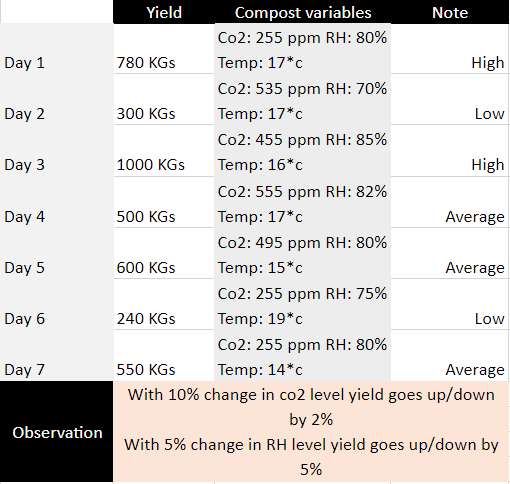 Yield Compost variables Note
Co2: 255 ppm RH: 80%
Day 1 780 KGs Temp: 17*c High
Co2: 535 ppm RH: 70%
Day 2 300 KGs Temp: 17*c Low
Co2: 455 ppm RH: 85%
Day 3 1000 KGs Temp: 16*c High
Co2: 555 ppm RH: 82%
Day 4 500 KGs Temp: 17*c Average
Co2: 495 ppm RH: 80%
Day 5 600 KGs Temp: 15*c Average
Co2: 255 ppm RH: 75%
Day 6 240 KGs Temp: 19*c Low
Co2: 255 ppm RH: 80%
Day 7 550 KGs Temp: 14*c Average
Observation
With 10% change in co2 level yield goes up/down
by 2%
With 5% change in RH level yield goes up/down by
5%